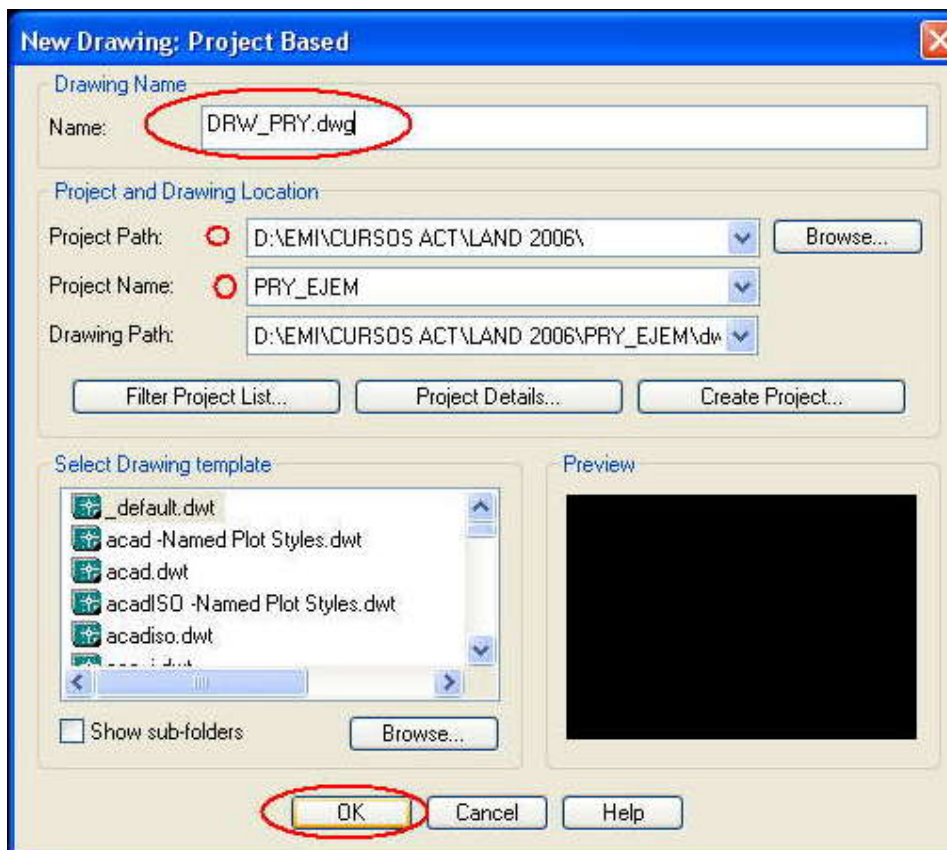 New Drawing: Project Based
Drawing Name
Name: DRW_PRY.dwg
Project and Drawing Location
Project Path: D:\EMI\CURSOS ACT\LAND 2006\ Browse...
Project Name: PRY_EJEM
Drawing Path: D:\EMI\CURSOS ACT\LAND 2006\PRY_EJEM\dw
Filter Project List... Project Details... Create Project...
Select Drawing template Preview
_default.dwt
acad -Named Plot Styles.dwt
acad.dwt
acadISO -Named Plot Styles.dwt
acadiso.dwt
Show sub-folders Browse...
OK Cancel Help